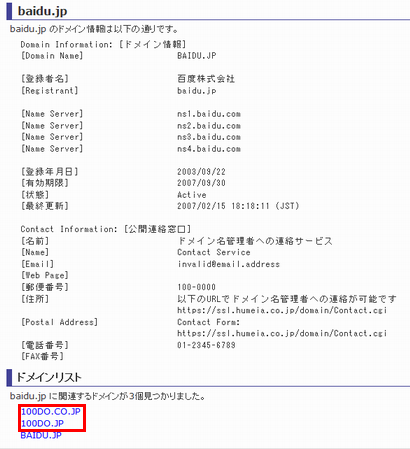 baidu.jp
baidu.jp のドメイン情報は以下の通りです。
Domain Information: [ドメイン情報]
[Domain Name] BAIDU.JP
[登録者名] 百度株式会社
[Registrant] baidu.jp
[Name Server] ns1.baidu.com
[Name Server] ns2.baidu.com
[Name Server] ns3.baidu.com
[Name Server] ns4.baidu.com
[登録年月日] 2003/09/22
[有効期限] 2007/09/30
[状態] Active
[最終更新] 2007/02/15 18:18:11 (JST)
Contact Information: [公開連絡窓口]
[名前] ドメイン名管理者への連絡サービス
[Name] Contact Service
[Email] invalid@email.address
[Web Page]
[郵便番号] 100-0000
[住所] 以下のURLでドメイン名管理者への連絡が可能です
https://ssl.humeia.co.jp/domain/Contact.cgi
[Postal Address] Contact Form:
https://ssl.humeia.co.jp/domain/Contact.cgi
[電話番号] 01-2345-6789
[FAX番号]
ドメインリスト
baidu.jp に関連するドメインが3個見つかりました。
100DO.CO.JP
100DO.JP
BAIDU.JP